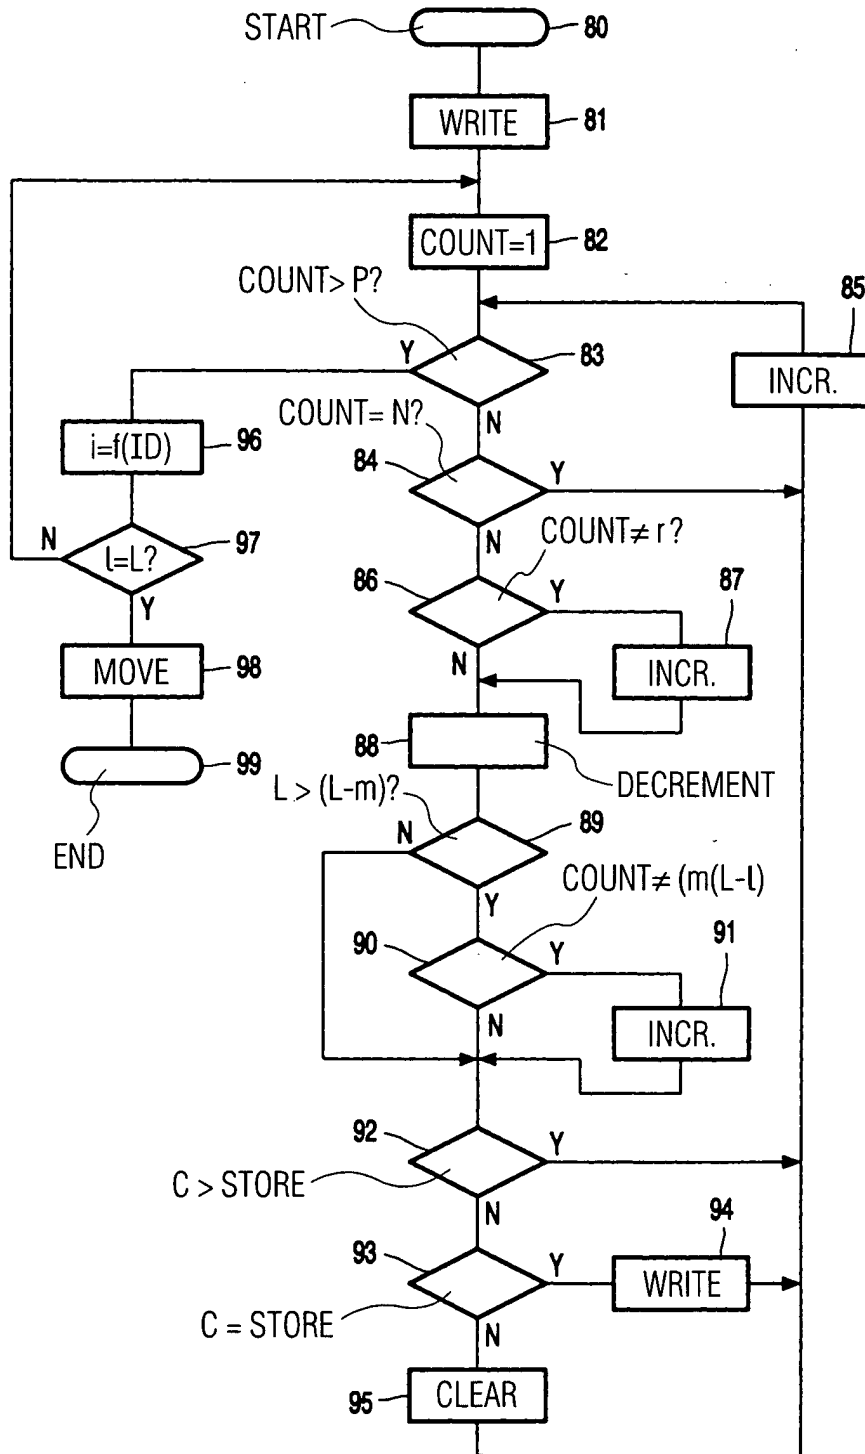 START
80
WRITE
81
COUNT=1
82
COUNT> P?
85
Y
83
INCR.
N
COUNT= N?
i=f(ID)
96
84
Y
N
COUNT≠ r?
N
l=L?
97
86
Y
87
Y
N
INCR.
MOVE
98
88
99
DECREMENT
L > (L-m)?
END
N
89
COUNT≠ (m(L-l)
Y
90
Y
91
N
INCR.
92
Y
C > STORE
N
94
93
Y
WRITE
C = STORE
N
95
CLEAR